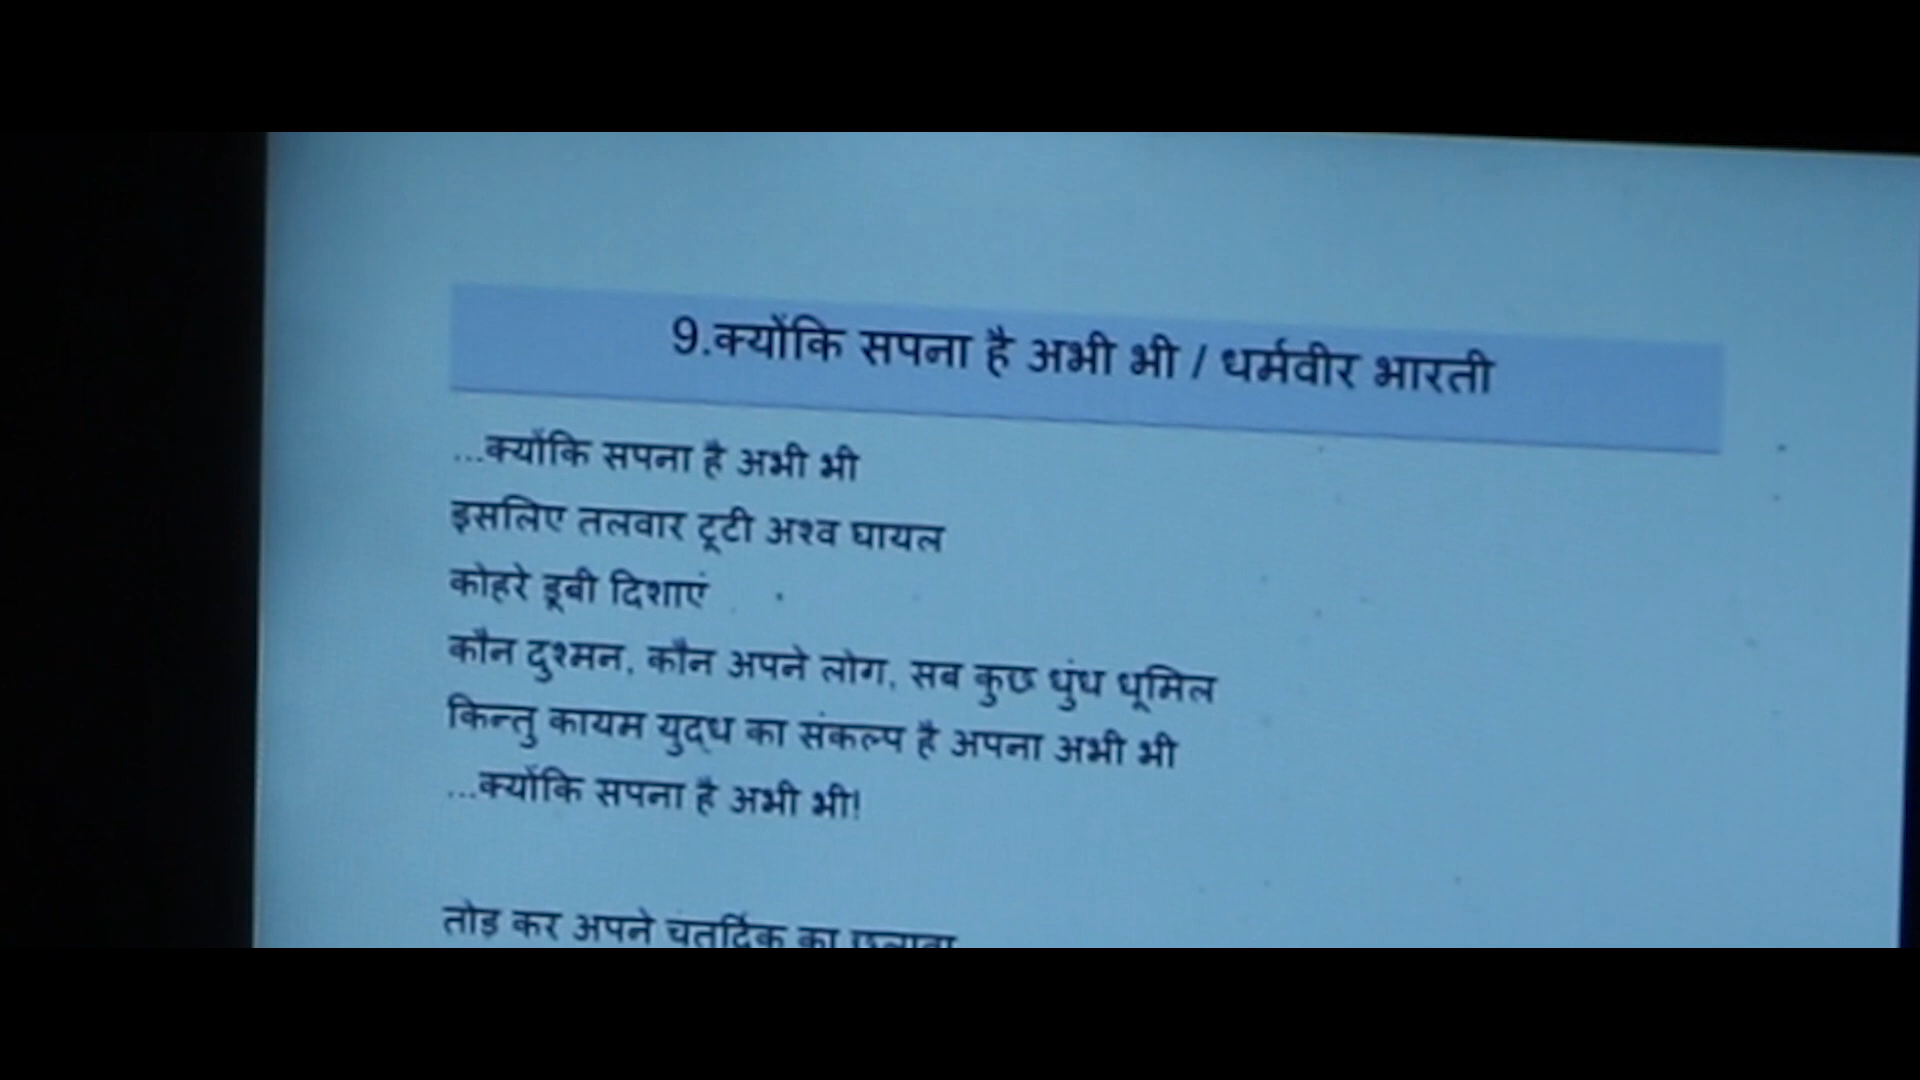 9.क्योंकि सपना है अभी भी / धर्मवीर भारती
...क्योंकि सपना है अभी भी
इसलिए तलवार टूटी अश्व घायल
कोहरे डूबी दिशाएं
कौन दुश्मन, कौन अपने लोग, सब कुछ धुंध धूमिल
किन्तु कायम युद्ध का संकल्प है अपना अभी भी
...क्योंकि सपना है अभी भी!
तोड़ कर अपने चतुर्दिक का